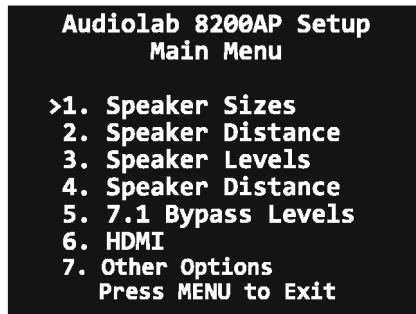 Audiolab 8200AP Setup
Main Menu
>1. Speaker Sizes
2. Speaker Distance
3. Speaker Levels
4. Speaker Distance
5. 7.1 Bypass Levels
6. HDMI
7. Other Options
Press MENU to Exit